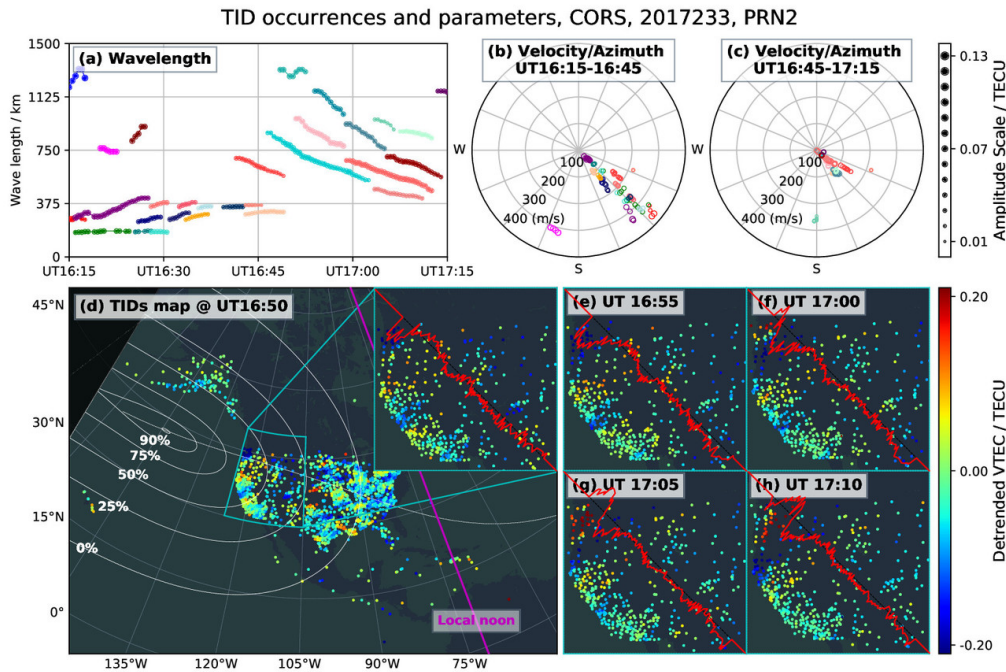 TID occurrences and parameters, CORS, 2017233, PRN2
(a) Wavelength
Wave length / km
1500
1125
750
375
0
UT16:15
UT16:30
UT16:45
UT17:00
UT17:15
(b) Velocity/Azimuth
UT16:15-16:45
W
100
200
300
400 (m/s)
S
(c) Velocity/Azimuth
UT16:45-17:15
W
100
200
300
400 (m/s)
S
0.13
0.07
0.01
Amplitude Scale / TECU
(d) TIDs map @ UT16:50
45°N
30°N
15°N
0°
90%
75%
50%
25%
0%
Local noon
135°W
120°W
105°W
90°W
75°W
(e) UT 16:55
(f) UT 17:00
(g) UT 17:05
(h) UT 17:10
0.20
0.00
-0.20
Detrended VTEC / TECU